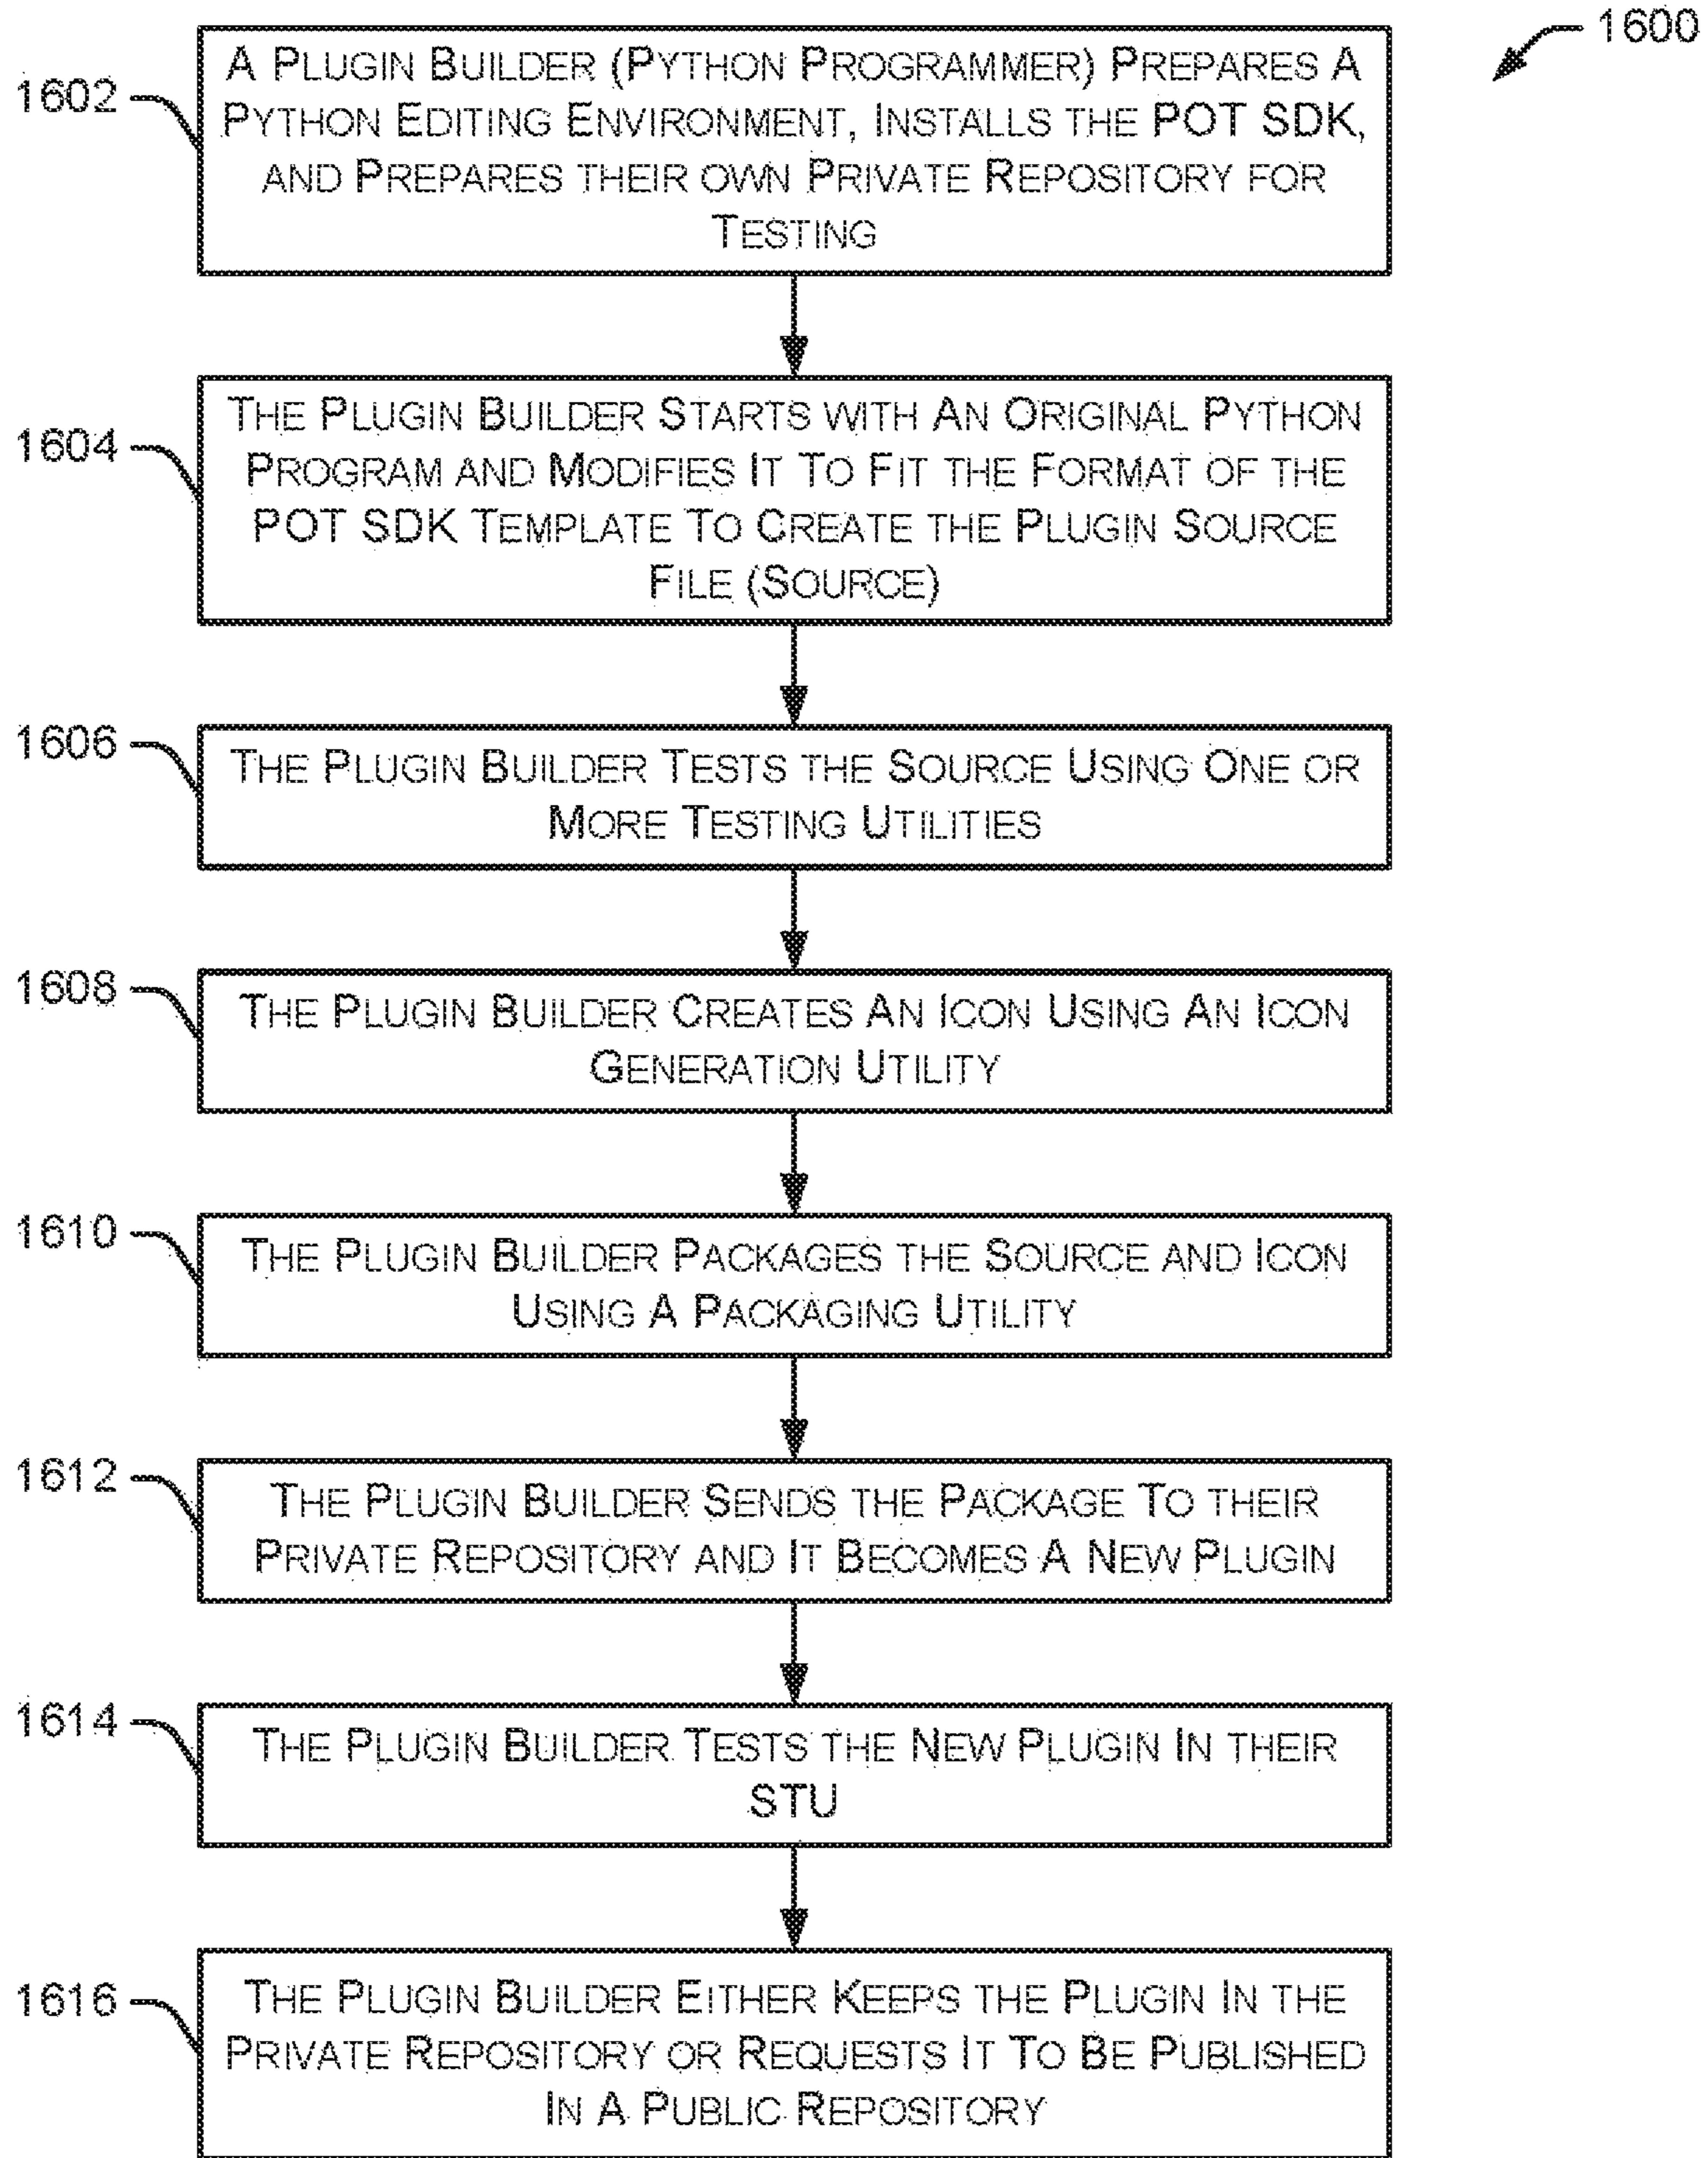 1600
1602
A PLUGIN BUILDER (PYTHON PROGRAMMER) PREPARES A
PYTHON EDITING ENVIRONMENT, INSTALLS THE POT SDK,
AND PREPARES THEIR OWN PRIVATE REPOSITORY FOR
TESTING
1604
THE PLUGIN BUILDER STARTS WITH AN ORIGINAL PYTHON
PROGRAM AND MODIFIES IT TO FIT THE FORMAT OF THE
POT SDK TEMPLATE TO CREATE THE PLUGIN SOURCE
FILE (SOURCE)
1606
THE PLUGIN BUILDER TESTS THE SOURCE USING ONE OR
MORE TESTING UTILITIES
1608
THE PLUGIN BUILDER CREATES AN ICON USING AN ICON
GENERATION UTILITY
1610
THE PLUGIN BUILDER PACKAGES THE SOURCE AND ICON
USING A PACKAGING UTILITY
1612
THE PLUGIN BUILDER SENDS THE PACKAGE TO THEIR
PRIVATE REPOSITORY AND IT BECOMES A NEW PLUGIN
1614
THE PLUGIN BUILDER TESTS THE NEW PLUGIN IN THEIR
STU
1616
THE PLUGIN BUILDER EITHER KEEPS THE PLUGIN IN THE
PRIVATE REPOSITORY OR REQUESTS IT TO BE PUBLISHED
IN A PUBLIC REPOSITORY